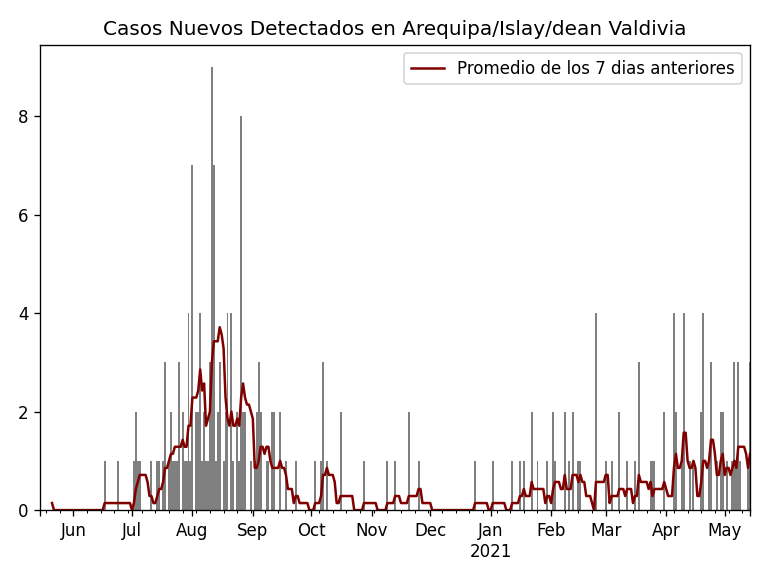 Casos Nuevos Detectados en Arequipa/Islay/dean Valdivia
Promedio de los 7 dias anteriores
8
6
4
2
0
Jun Jul Aug Sep Oct Nov Dec Jan Feb Mar Apr May
2021